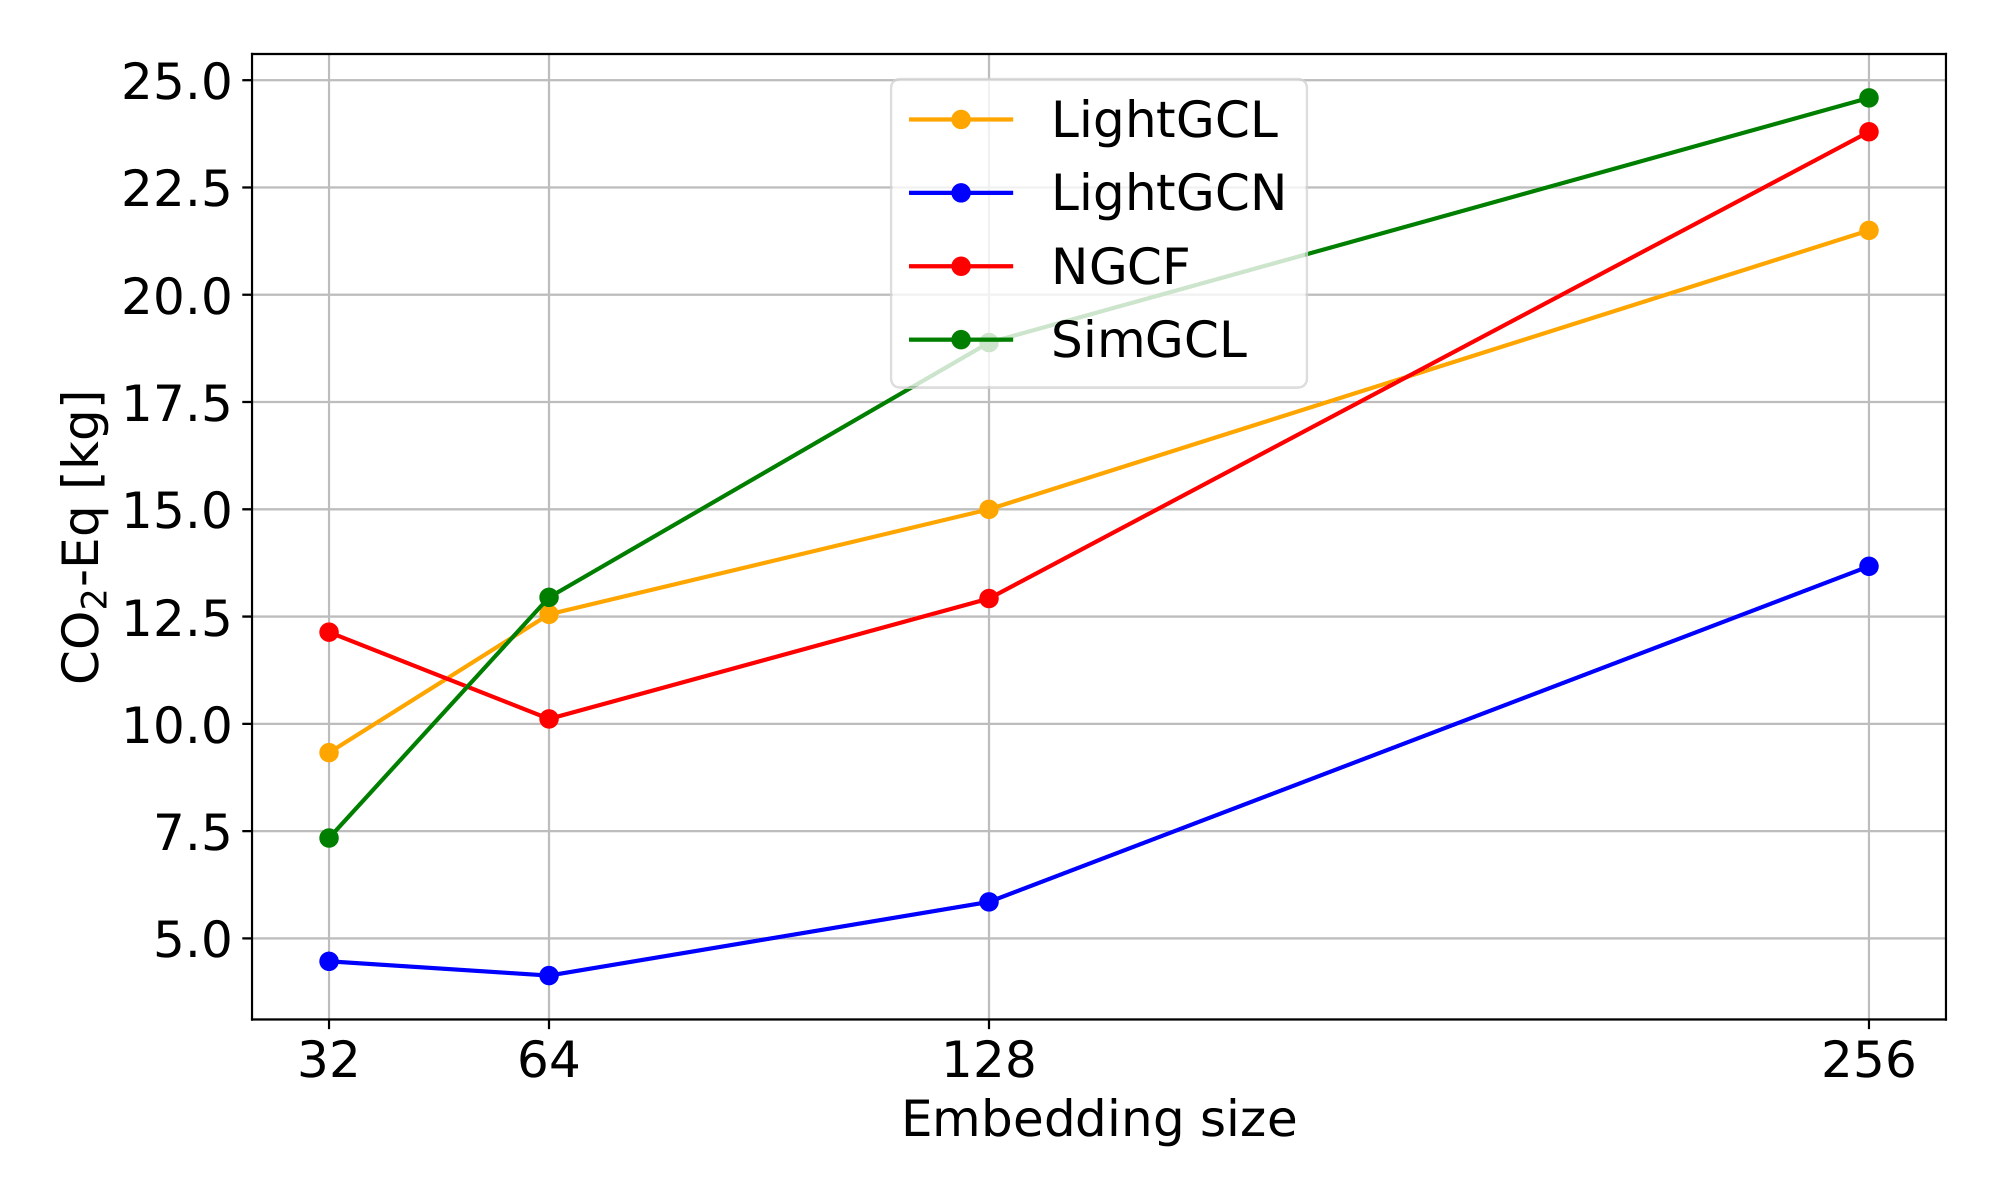 25.0
22.5
20.0
17.5
15.0
12.5
10.0
7.5
5.0
CO₂-Eq [kg]
LightGCL
LightGCN
NGCF
SimGCL
32 64 128 256
Embedding size